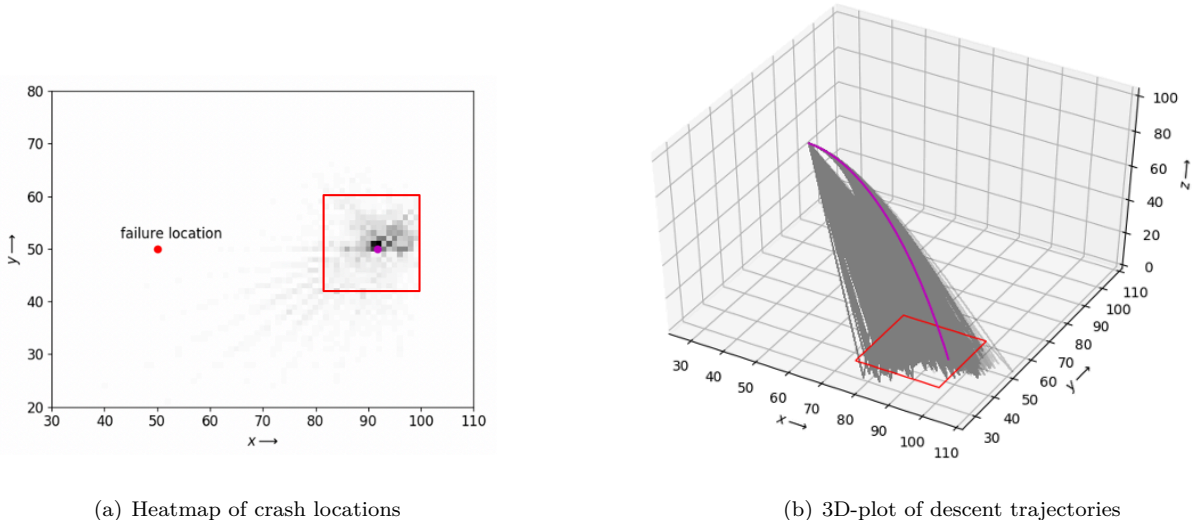 80
70
60
50
40
30
20
y ⟶
30 40 50 60 70 80 90 100 110
x ⟶
failure location
100
80
60
40
20
0
z ⟶
110
100
90
80
70
60
50
40
30
y ⟶
30 40 50 60 70 80 90 100 110
x ⟶
(a) Heatmap of crash locations
(b) 3D-plot of descent trajectories